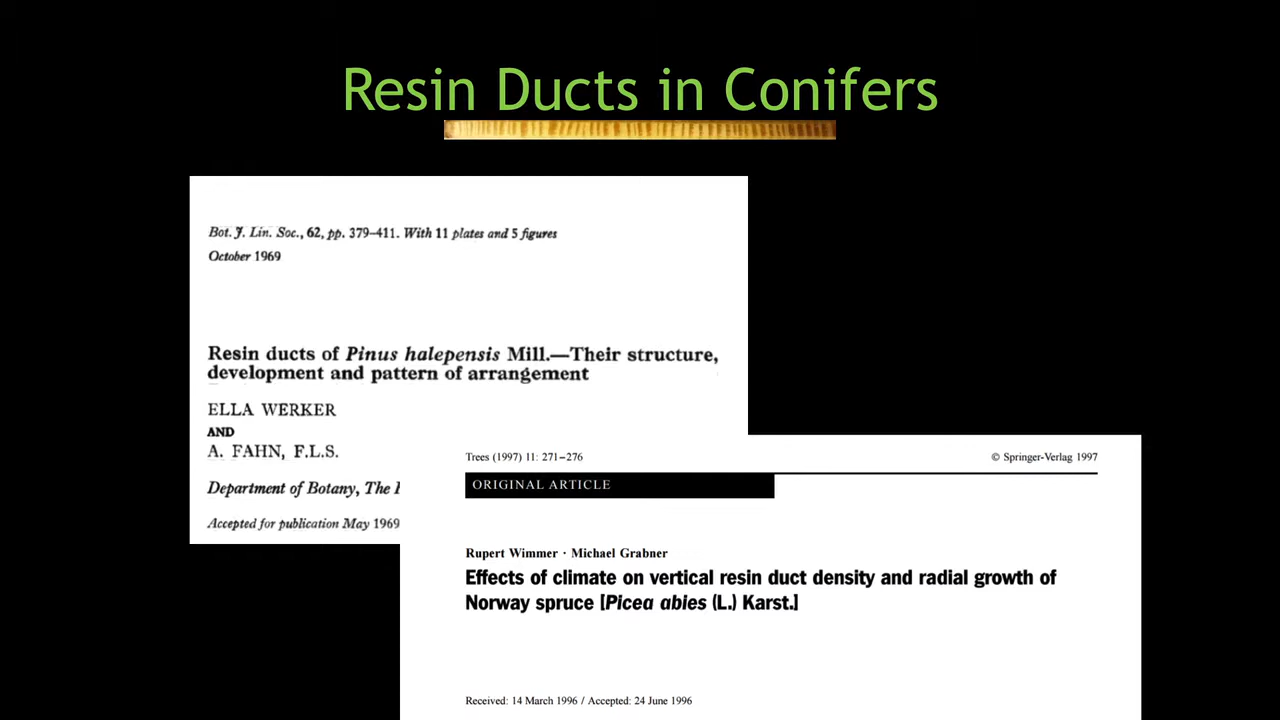 Resin Ducts in Conifers
Bot. J. Lin. Soc., 62, pp. 379–411. With 11 plates and 5 figures
October 1969
Resin ducts of Pinus halepensis Mill.—Their structure,
development and pattern of arrangement
ELLA WERKER
AND
A. FAHN, F.L.S.
Department of Botany, The
Accepted for publication May 1969
Trees (1997) 11: 271–276
© Springer-Verlag 1997
ORIGINAL ARTICLE
Rupert Wimmer · Michael Grabner
Effects of climate on vertical resin duct density and radial growth of
Norway spruce [Picea abies (L.) Karst.]
Received: 14 March 1996 / Accepted: 24 June 1996